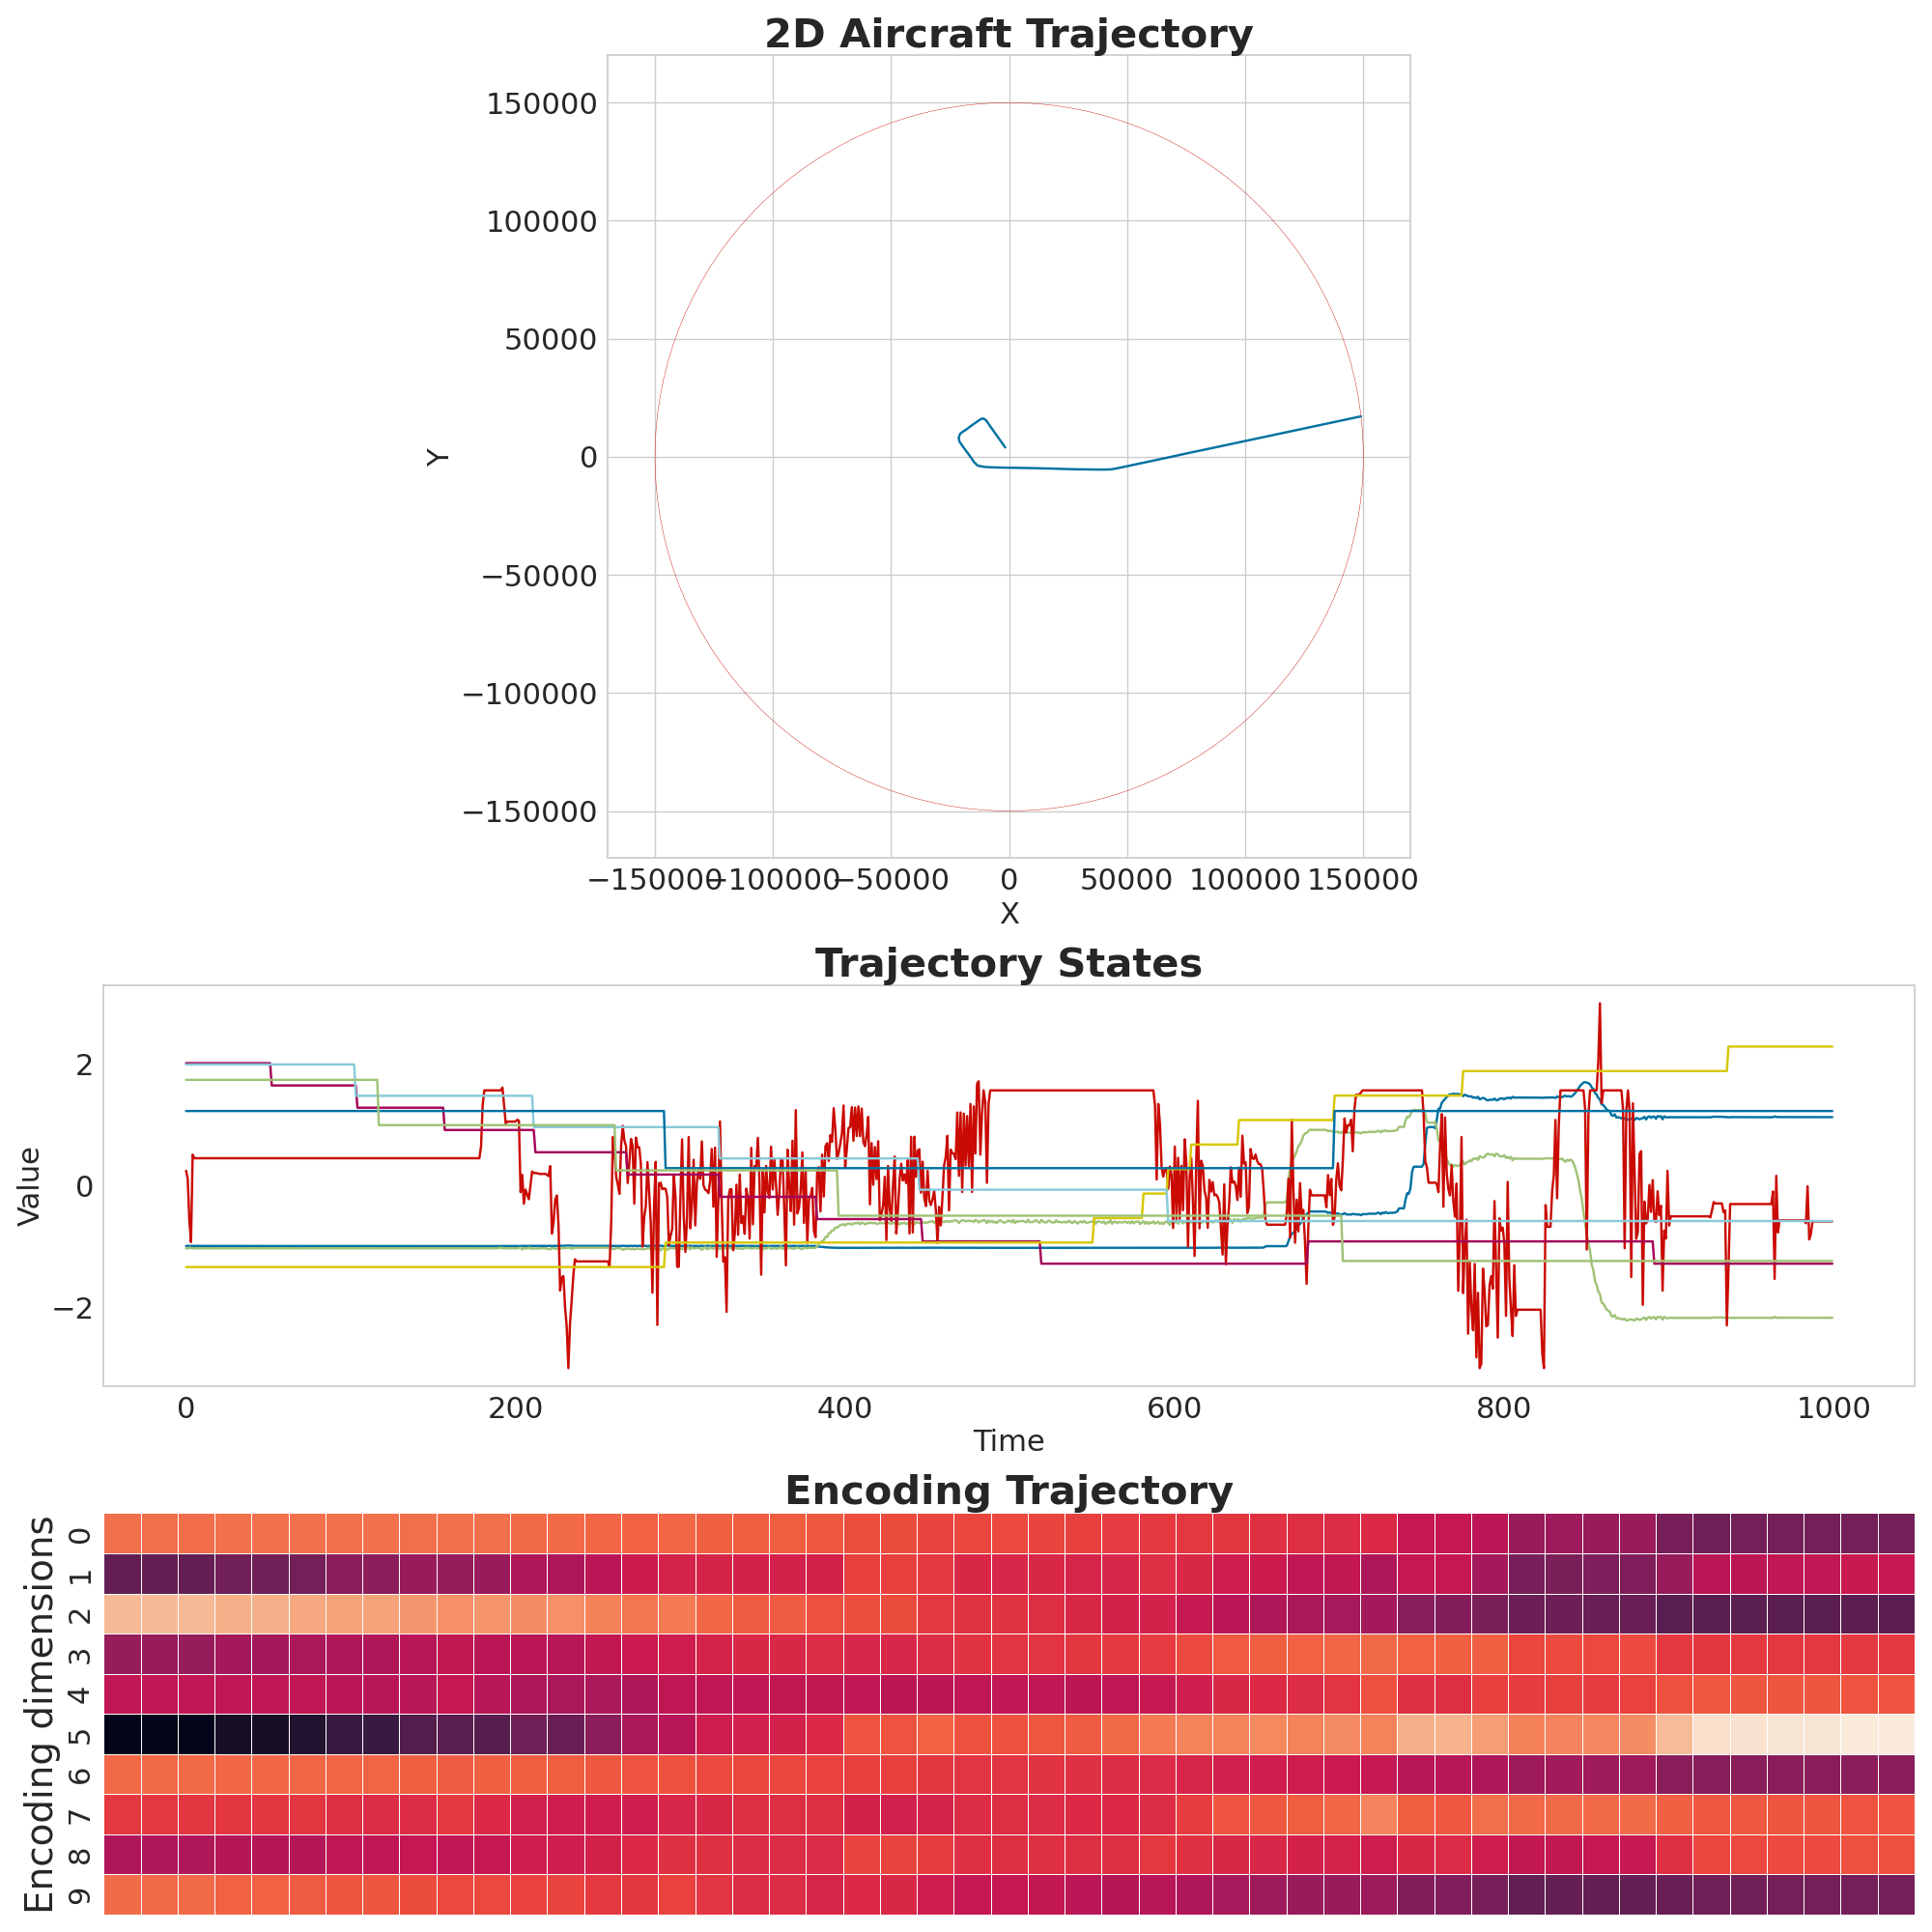 2D Aircraft Trajectory
150000
100000
50000
0
−50000
−100000
−150000
Y
−150000 −100000 −50000 0 50000 100000 150000
X
Trajectory States
2
0
−2
Value
0 200 400 600 800 1000
Time
Encoding Trajectory
0
1
2
3
4
5
6
7
8
9
Encoding dimensions